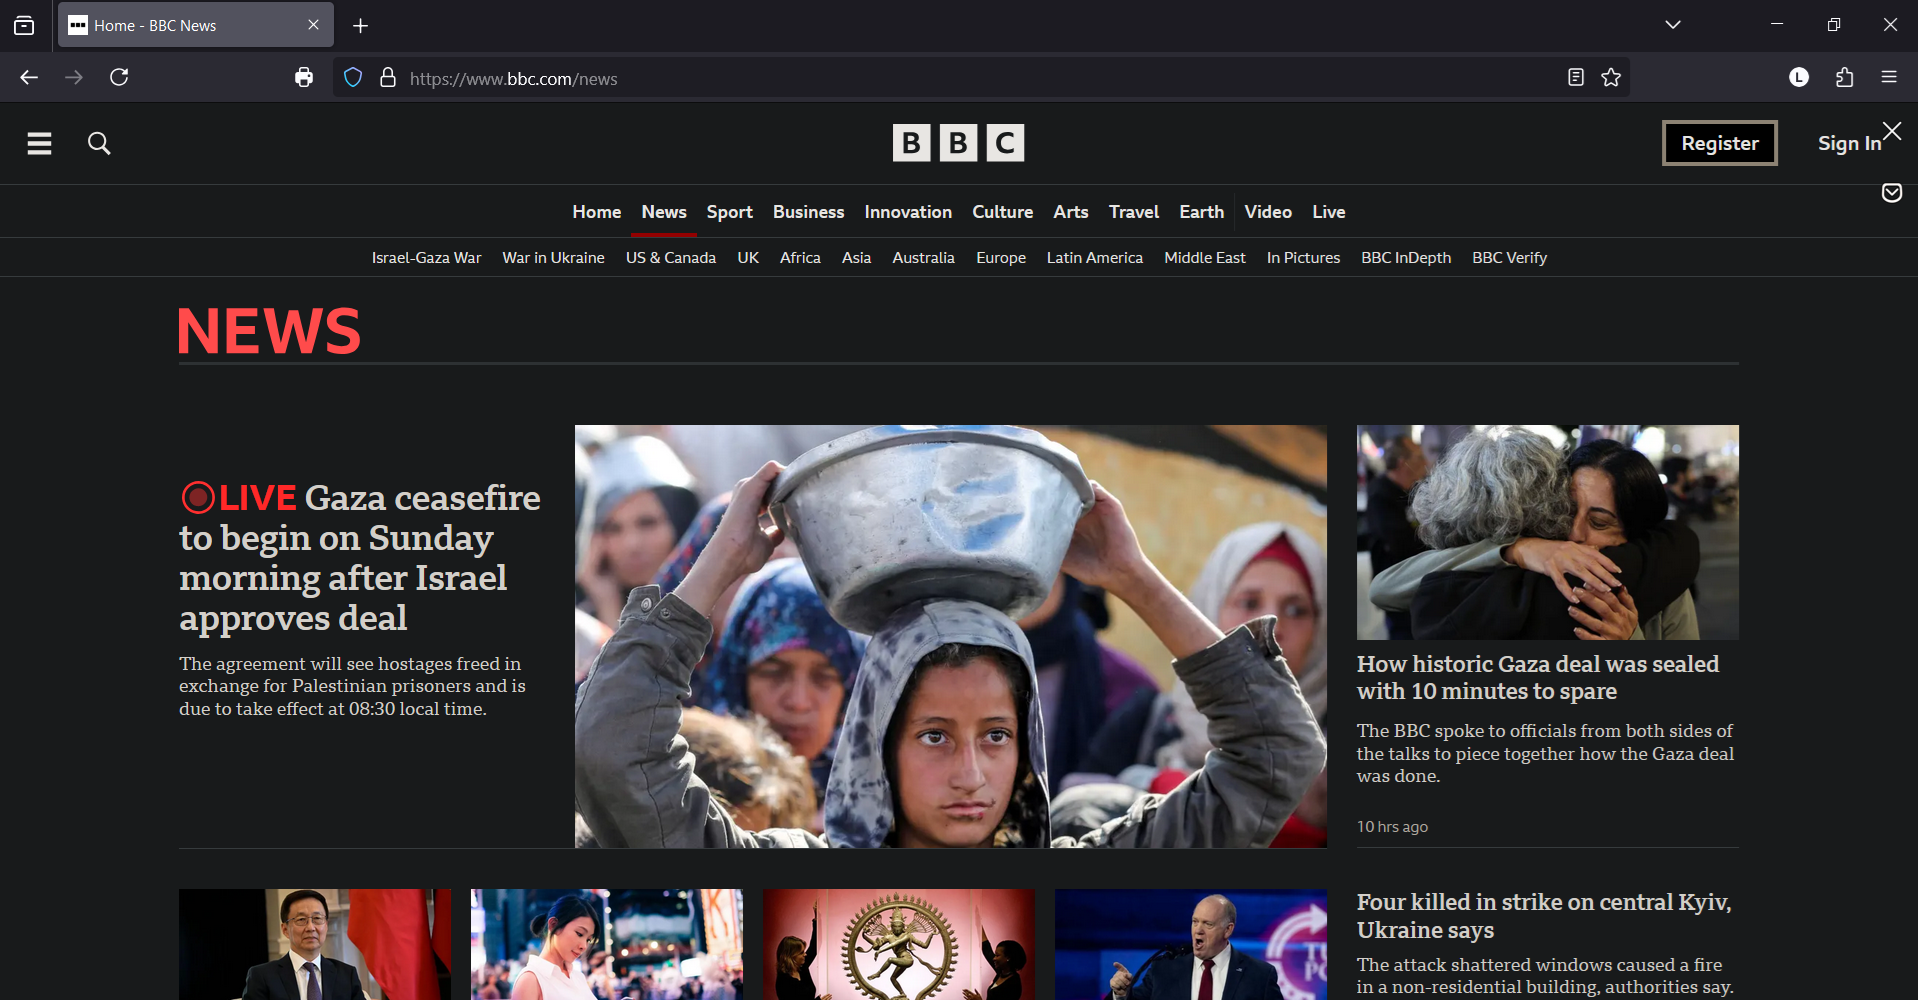 Home - BBC News
https://www.bbc.com/news
L
BBC
Register
Sign In
Home News Sport Business Innovation Culture Arts Travel Earth Video Live
Israel-Gaza War War in Ukraine US & Canada UK Africa Asia Australia Europe Latin America Middle East In Pictures BBC InDepth BBC Verify
NEWS
LIVE Gaza ceasefire
to begin on Sunday
morning after Israel
approves deal
The agreement will see hostages freed in
exchange for Palestinian prisoners and is
due to take effect at 08:30 local time.
How historic Gaza deal was sealed
with 10 minutes to spare
The BBC spoke to officials from both sides of
the talks to piece together how the Gaza deal
was done.
10 hrs ago
Four killed in strike on central Kyiv,
Ukraine says
The attack shattered windows caused a fire
in a non-residential building, authorities say.